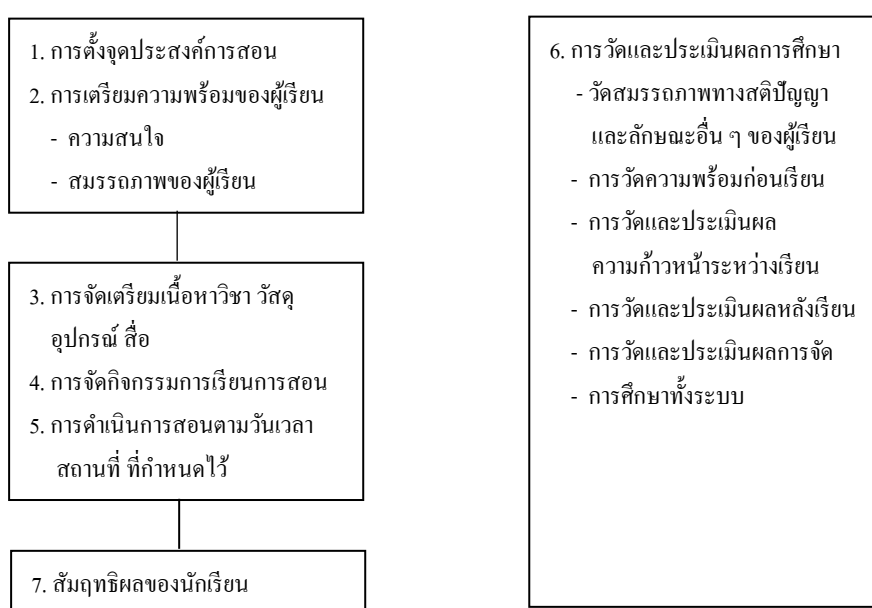 1. การตั้งจุดประสงค์การสอน
2. การเตรียมความพร้อมของผู้เรียน
- ความสนใจ
- สมรรถภาพของผู้เรียน
3. การจัดเตรียมเนื้อหาวิชา วัสดุ
อุปกรณ์ สื่อ
4. การจัดกิจกรรมการเรียนการสอน
5. การดำเนินการสอนตามวันเวลา
สถานที่ ที่กำหนดไว้
7. สัมฤทธิผลของนักเรียน
6. การวัดและประเมินผลการศึกษา
- วัดสมรรถภาพทางสติปัญญา
และลักษณะอื่น ๆ ของผู้เรียน
- การวัดความพร้อมก่อนเรียน
- การวัดและประเมินผล
ความก้าวหน้าระหว่างเรียน
- การวัดและประเมินผลหลังเรียน
- การวัดและประเมินผลการจัด
- การศึกษาทั้งระบบ